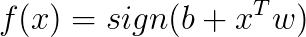 f(x) = sign(b + x^T w)